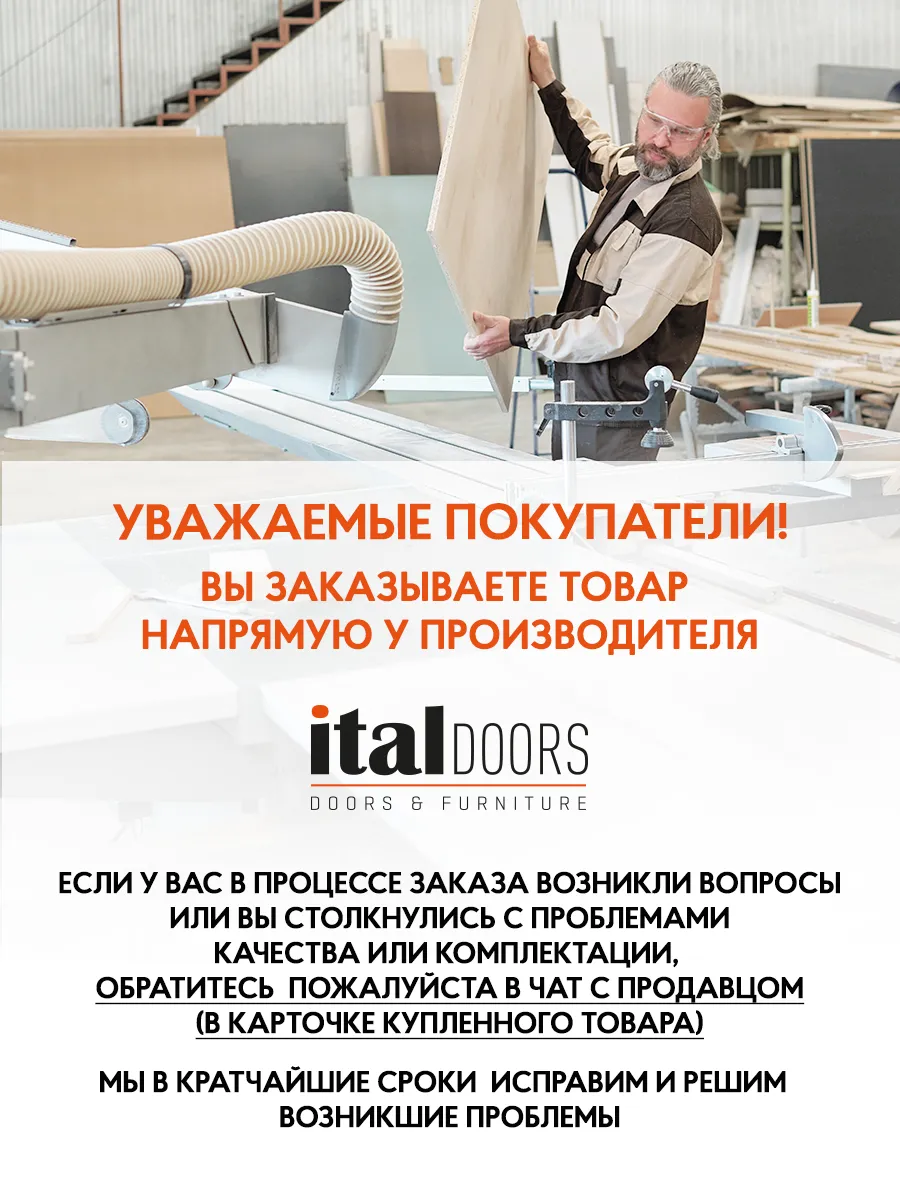 УВАЖАЕМЫЕ ПОКУПАТЕЛИ!
ВЫ ЗАКАЗЫВАЕТЕ ТОВАР
НАПРЯМУЮ У ПРОИЗВОДИТЕЛЯ
italDOORS
DOORS & FURNITURE
ЕСЛИ У ВАС В ПРОЦЕССЕ ЗАКАЗА ВОЗНИКЛИ ВОПРОСЫ
ИЛИ ВЫ СТОЛКНУЛИСЬ С ПРОБЛЕМАМИ
КАЧЕСТВА ИЛИ КОМПЛЕКТАЦИИ,
ОБРАТИТЕСЬ ПОЖАЛУЙСТА В ЧАТ С ПРОДАВЦОМ
(В КАРТОЧКЕ КУПЛЕННОГО ТОВАРА)
МЫ В КРАТЧАЙШИЕ СРОКИ ИСПРАВИМ И РЕШИМ
ВОЗНИКШИЕ ПРОБЛЕМЫ